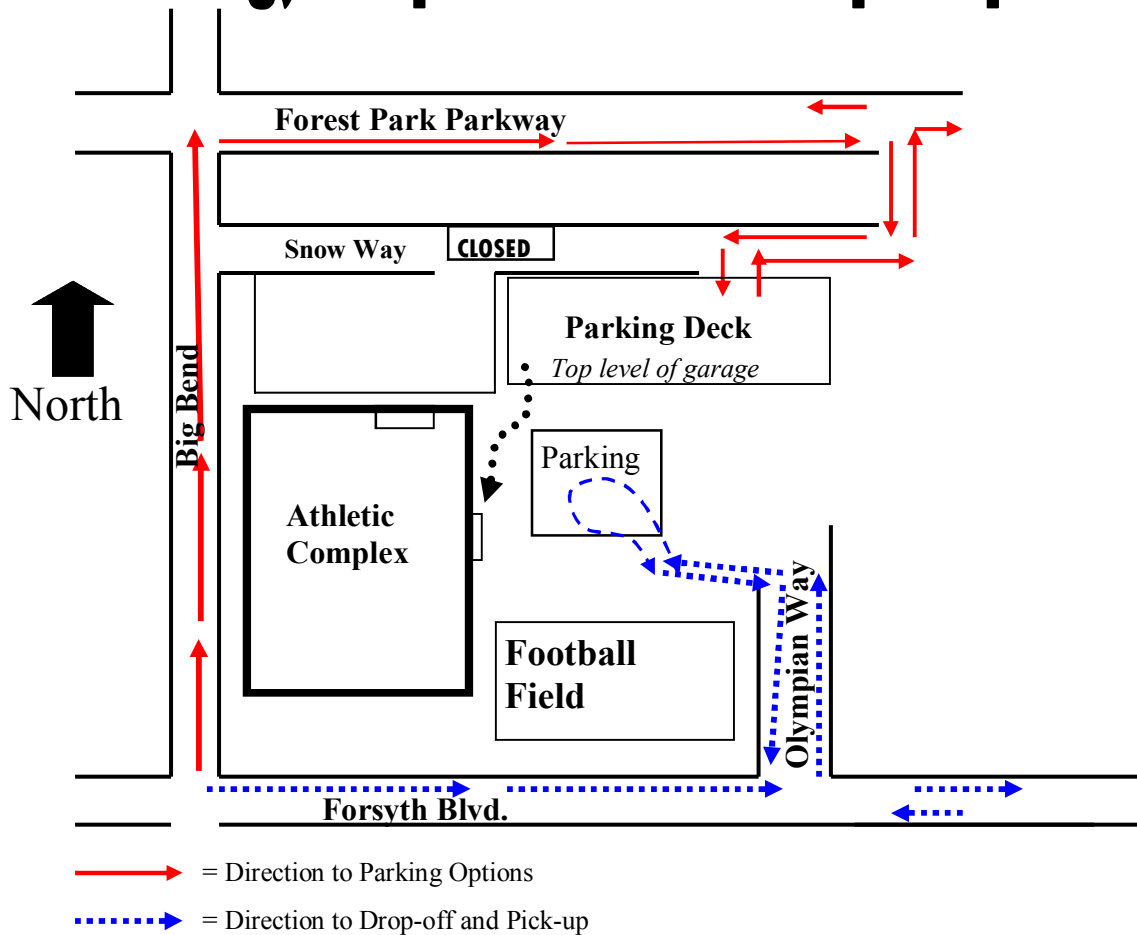 Forest Park Parkway
Snow Way
CLOSED
Parking Deck
Top level of garage
North
Big Bend
Parking
Athletic
Complex
Olympian Way
Football
Field
Forsyth Blvd.
= Direction to Parking Options
= Direction to Drop-off and Pick-up